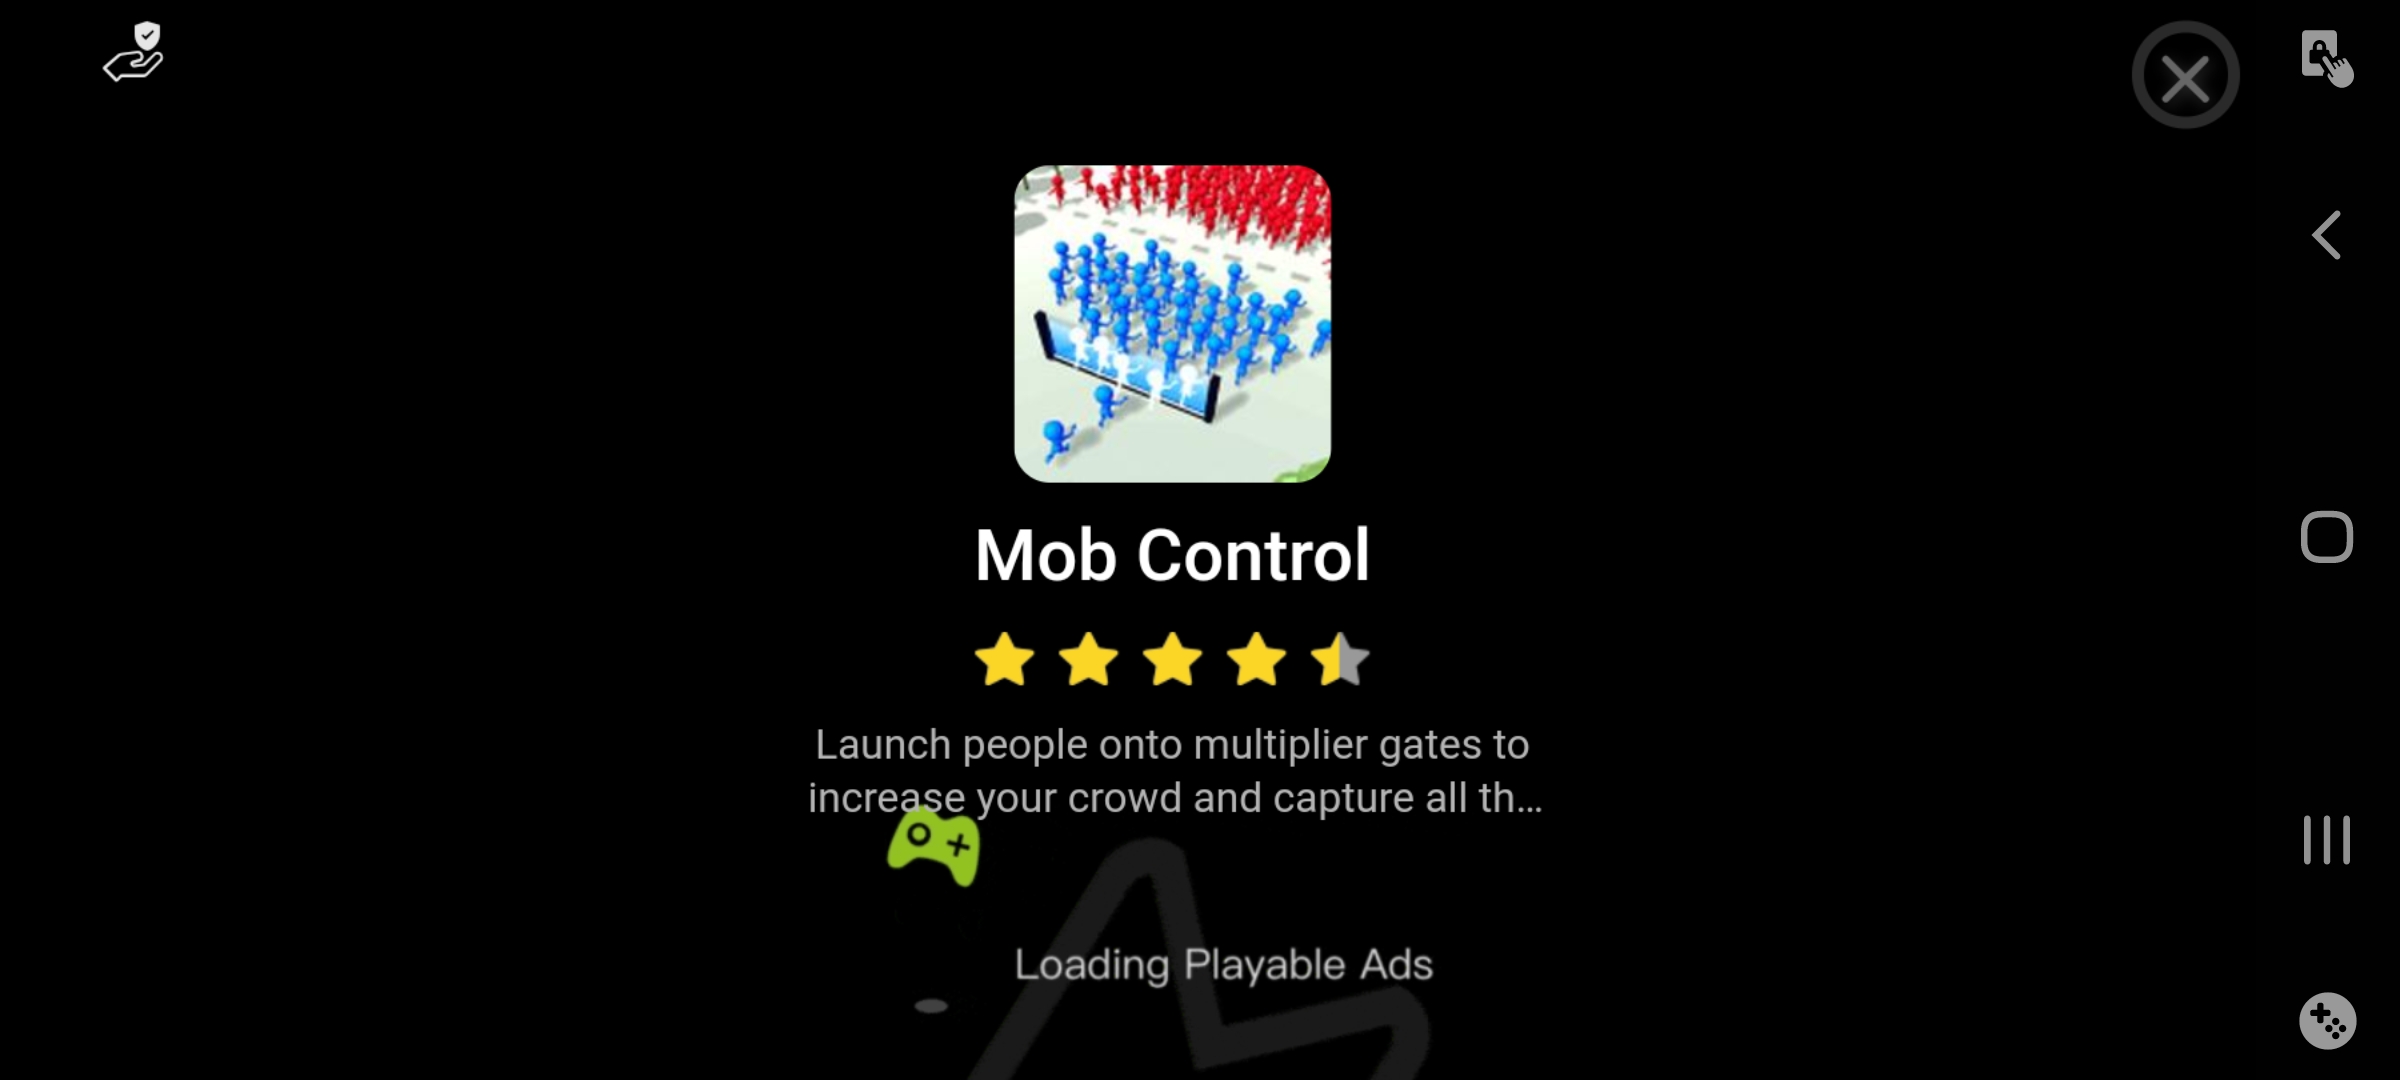 Mob Control
Launch people onto multiplier gates to
increase your crowd and capture all th...
Loading Playable Ads